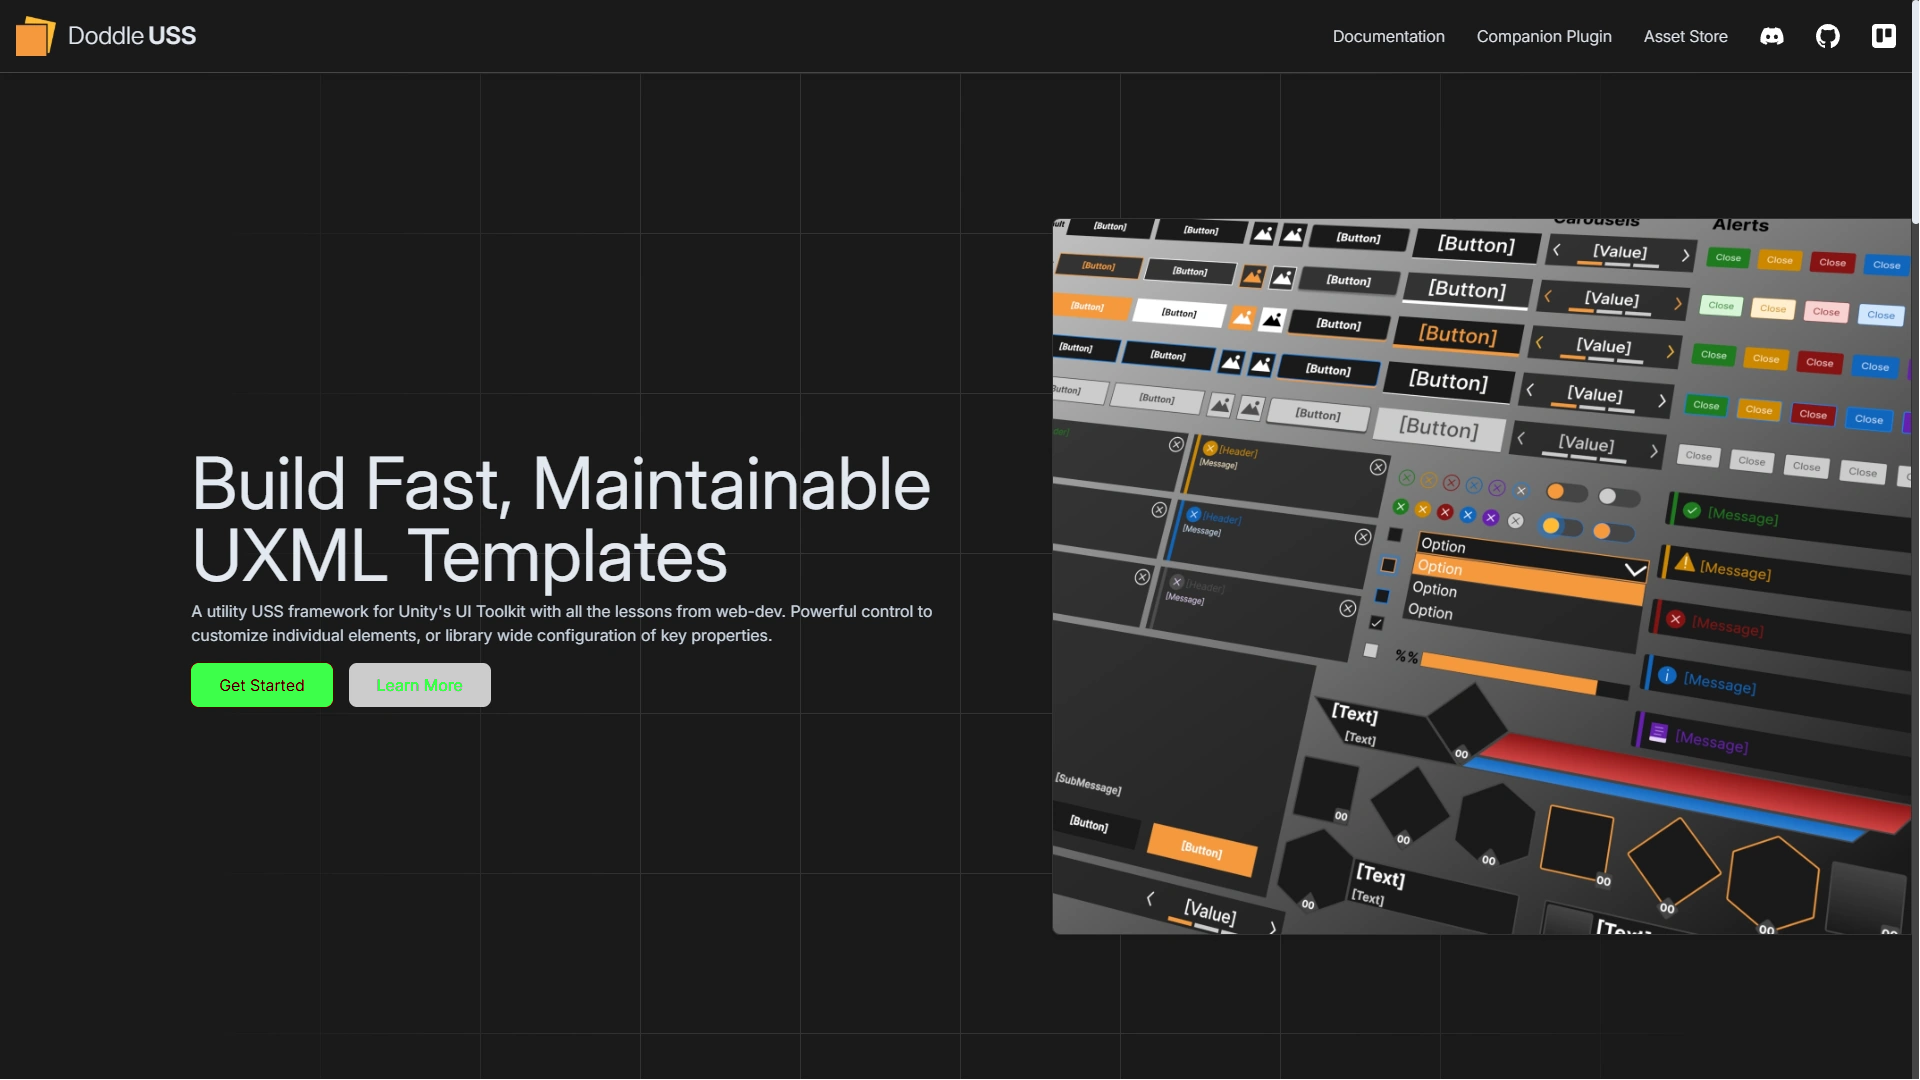 Doddle USS
Documentation
Companion Plugin
Asset Store
Build Fast, Maintainable
UXML Templates
A utility USS framework for Unity's UI Toolkit with all the lessons from web-dev. Powerful control to
customize individual elements, or library wide configuration of key properties.
Get Started
Learn More
Carousels
Alerts
[Button] [Button] [Button] [Button] [Value] Close Close Close Close
[Button] [Button] [Button] [Button] [Value] Close Close Close Close
[Button] [Button] [Button] [Button] [Value] Close Close Close Close
[Button] [Button] [Button] [Button] [Value] Close Close Close Close
[Button] [Button] [Button] [Value] Close Close Close Close
[Header]
[Message]
[Header]
[Message]
[Header]
[Message]
Option
Option
Option
Option
%%
[Message]
[Message]
[Message]
[Message]
[Message]
[Text]
[Text]
00
[SubMessage]
[Button]
[Button]
[Value]
00
00
00
00
00
00
00
[Text]
[Text]